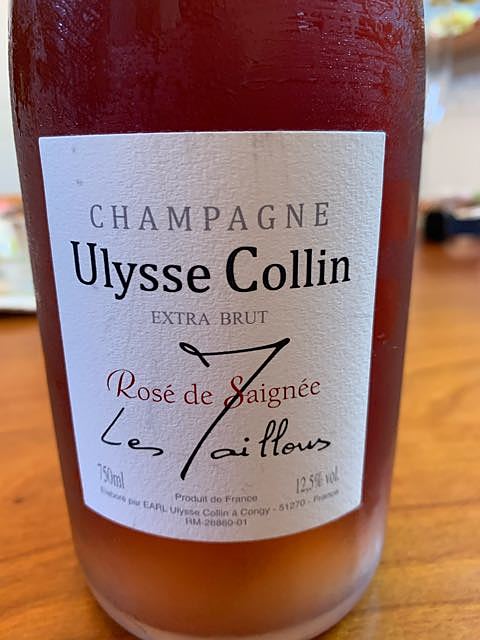 CHAMPAGNE
Ulysse Collin
EXTRA BRUT
Rosé de Saignée
Les Maillons
750ml
12,5% vol.
Produit de France
Elaboré par EARL Ulysse Collin à Congy - 51270 - France
RM-28860-01